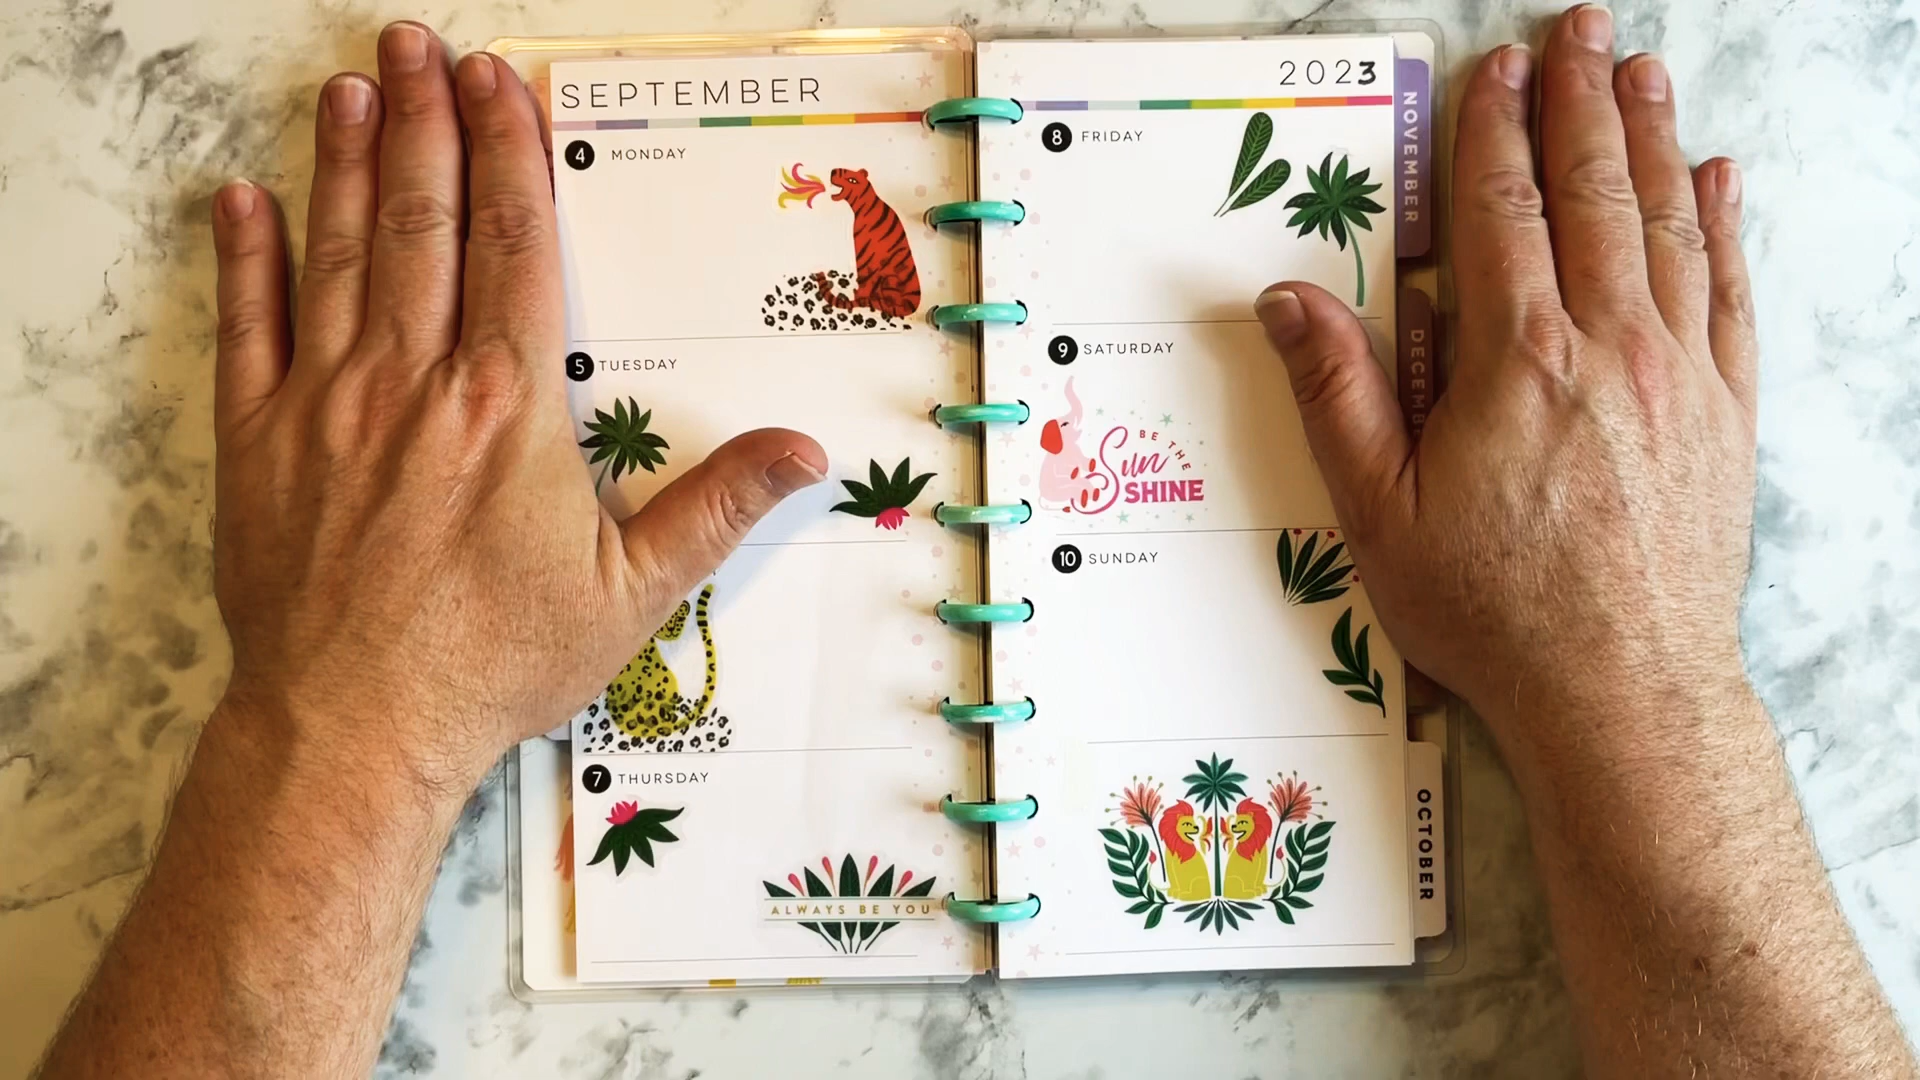 SEPTEMBER
4 MONDAY
5 TUESDAY
7 THURSDAY
ALWAYS BE YOU
2023
8 FRIDAY
9 SATURDAY
BE THE
Sun
SHINE
10 SUNDAY
NOVEMBER
OCTOBER